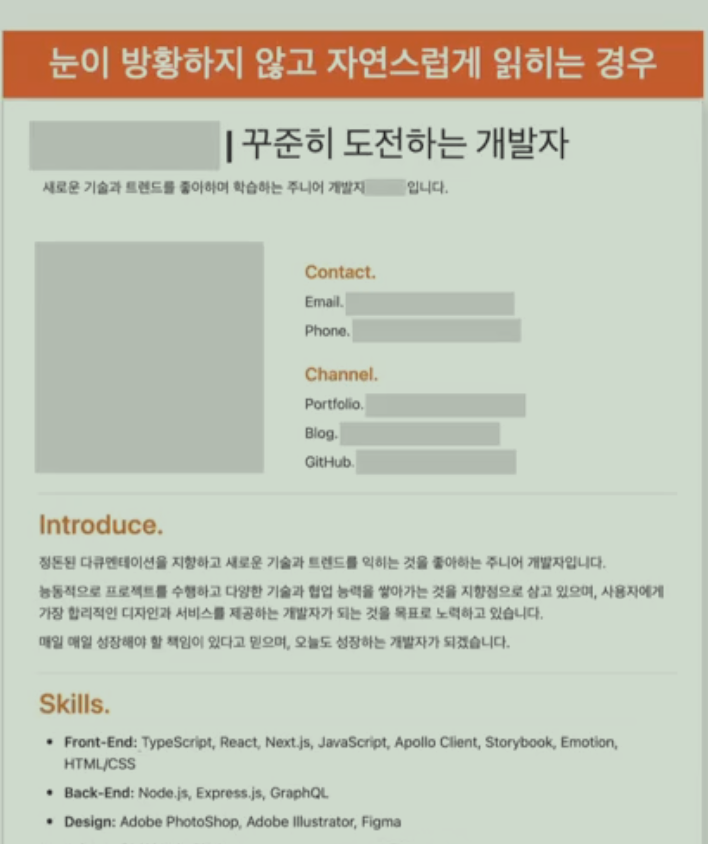 눈이 방황하지 않고 자연스럽게 읽히는 경우
| 꾸준히 도전하는 개발자
새로운 기술과 트렌드를 좋아하며 학습하는 주니어 개발자 입니다.
Contact.
Email.
Phone.
Channel.
Portfolio.
Blog.
GitHub.
Introduce.
정돈된 다큐멘테이션을 지향하고 새로운 기술과 트렌드를 익히는 것을 좋아하는 주니어 개발자입니다.
능동적으로 프로젝트를 수행하고 다양한 기술과 협업 능력을 쌓아가는 것을 지향점으로 삼고 있으며, 사용자에게
가장 합리적인 디자인과 서비스를 제공하는 개발자가 되는 것을 목표로 노력하고 있습니다.
매일 매일 성장해야 할 책임이 있다고 믿으며, 오늘도 성장하는 개발자가 되겠습니다.
Skills.
• Front-End: TypeScript, React, Next.js, JavaScript, Apollo Client, Storybook, Emotion,
HTML/CSS
• Back-End: Node.js, Express.js, GraphQL
• Design: Adobe PhotoShop, Adobe Illustrator, Figma